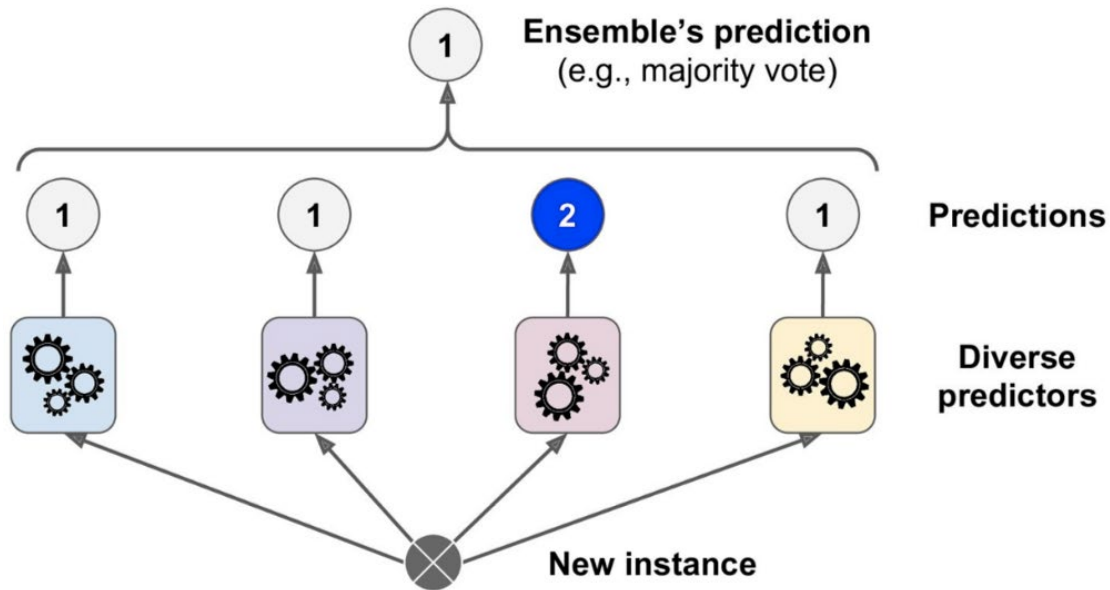 1
Ensemble's prediction
(e.g., majority vote)
1 1 2 1
Predictions
Diverse
predictors
New instance